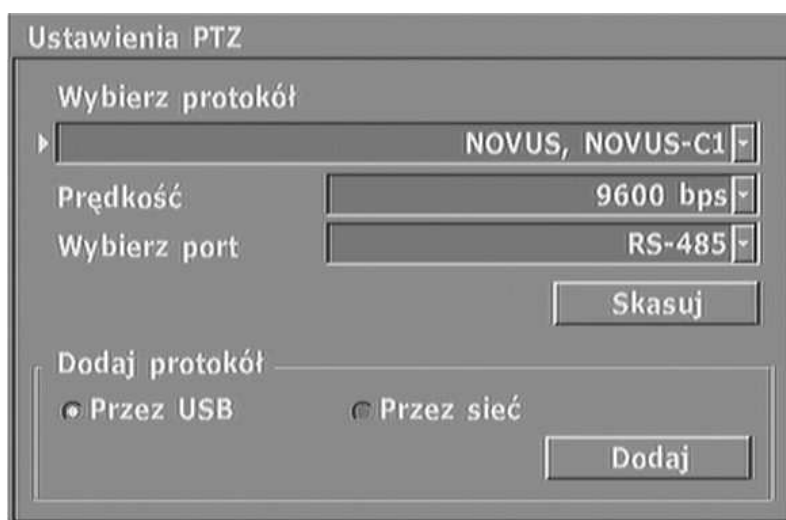 Ustawienia PTZ
Wybierz protokół
NOVUS, NOVUS-C1
Prędkość 9600 bps
Wybierz port RS-485
Skasuj
Dodaj protokół
Przez USB Przez sieć
Dodaj